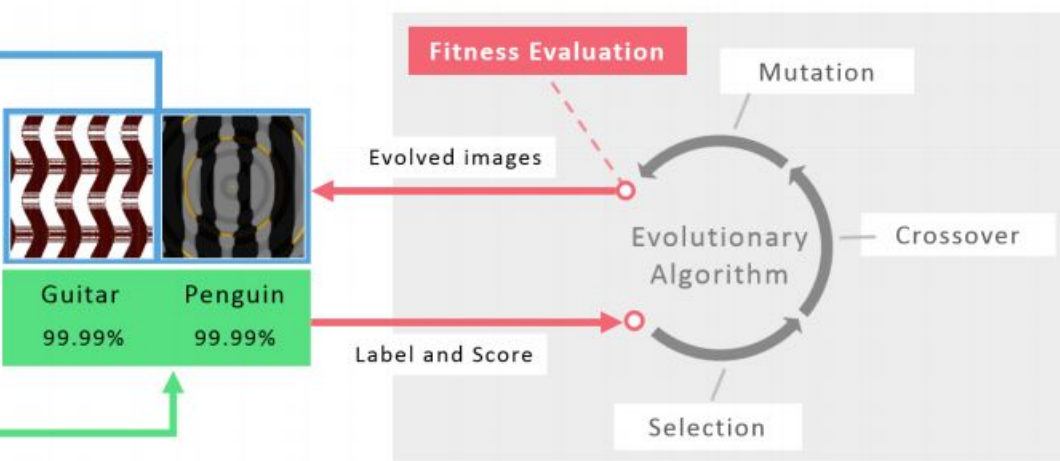 Fitness Evaluation
Mutation
Evolved images
Evolutionary
Algorithm
Crossover
Guitar
Penguin
99.99%
99.99%
Label and Score
Selection